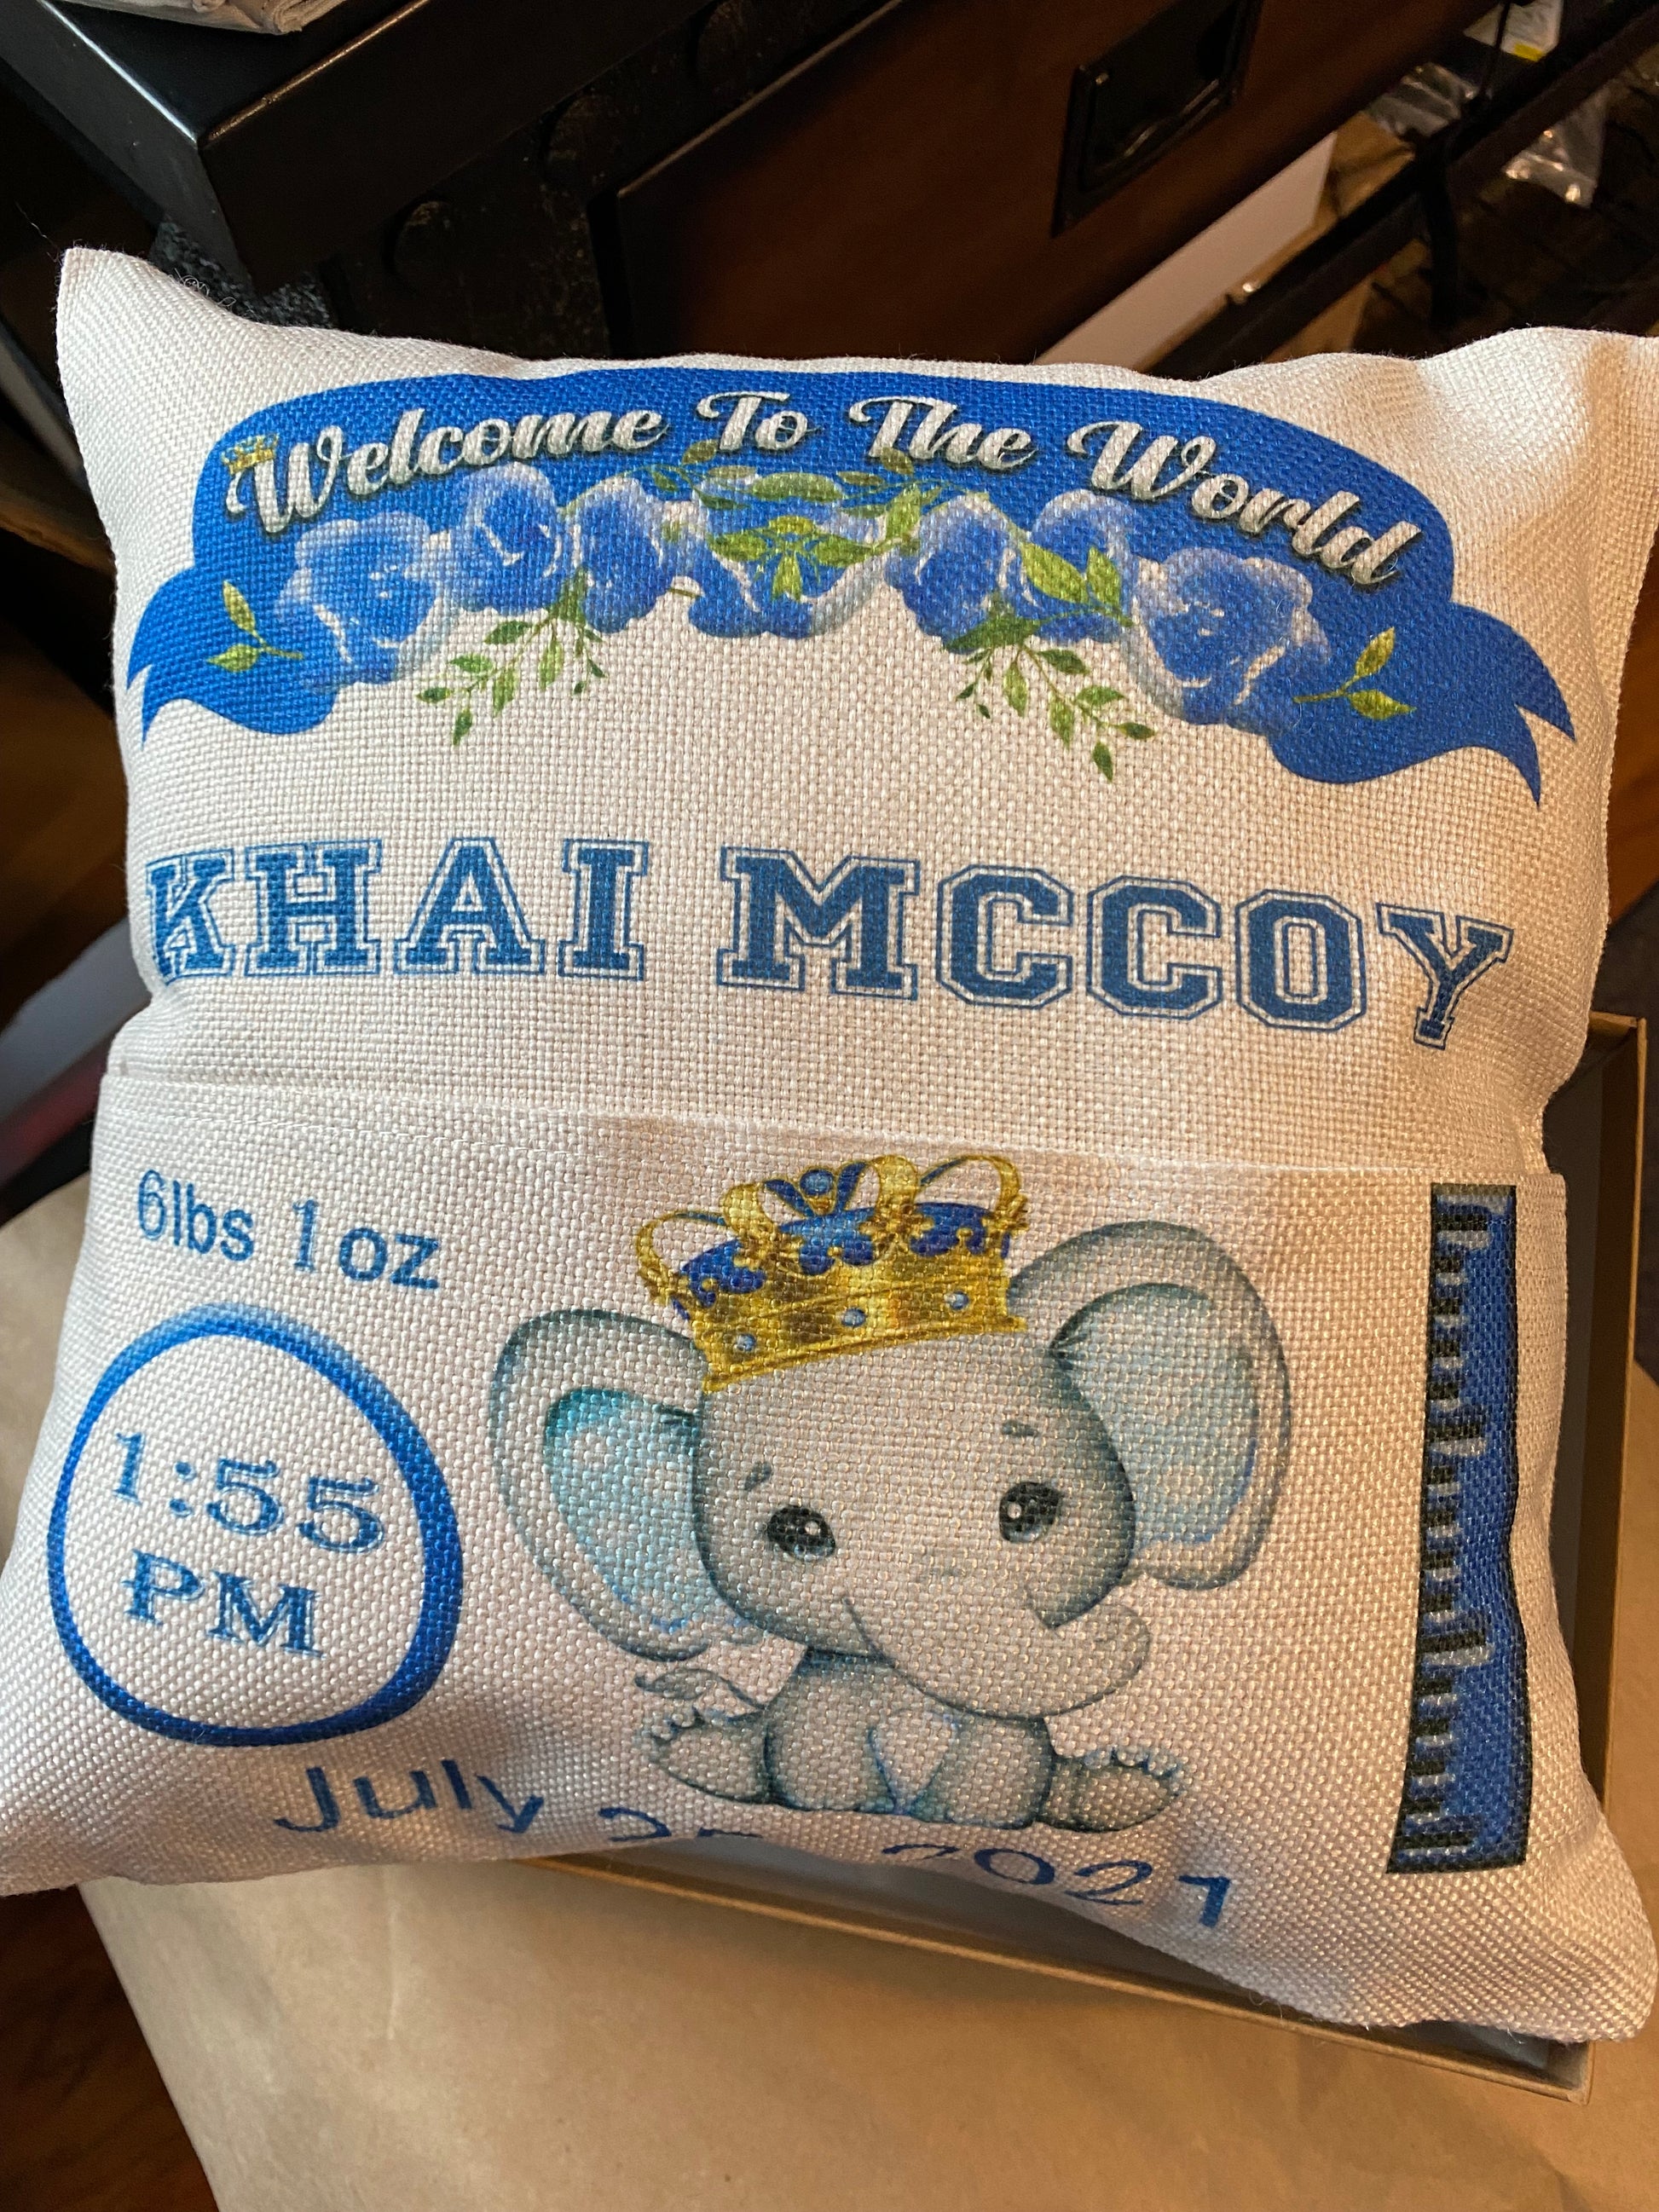 Welcome To The World
KHAI MCCOY
6lbs 1oz
1:55
PM
July 2021